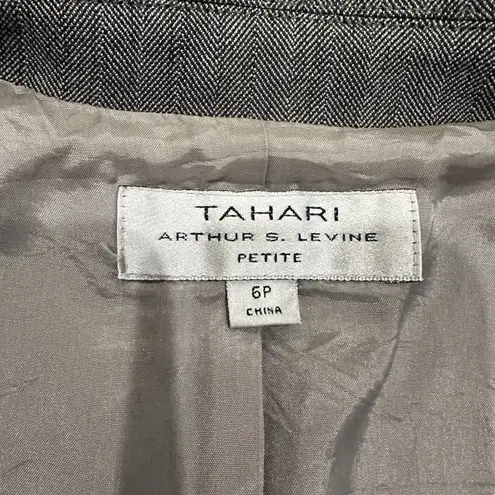 TAHARI
ARTHUR S. LEVINE
PETITE
6P
CHINA